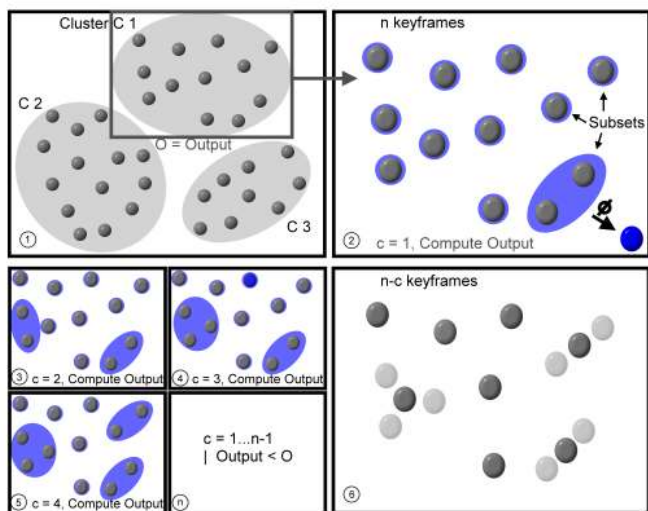 Cluster C 1
C 2
O = Output
C 3
1
n keyframes
Subsets
ø
2
c = 1, Compute Output
3
c = 2, Compute Output
4
c = 3, Compute Output
5
c = 4, Compute Output
c = 1...n-1
| Output < O
n
n-c keyframes
6